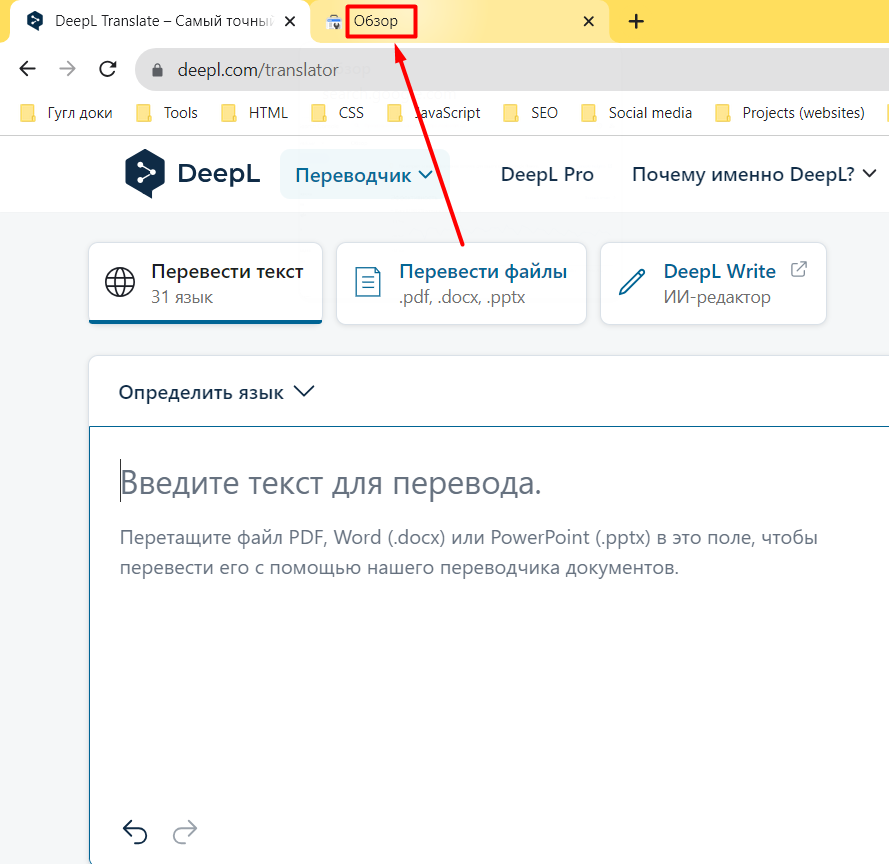 DeepL Translate – Самый точный
Обзор
deepl.com/translator
Гугл доки Tools HTML CSS JavaScript SEO Social media Projects (websites)
DeepL Переводчик DeepL Pro Почему именно DeepL?
Перевести текст
31 язык
Перевести файлы
.pdf, .docx, .pptx
DeepL Write
ИИ-редактор
Определить язык
Введите текст для перевода.
Перетащите файл PDF, Word (.docx) или PowerPoint (.pptx) в это поле, чтобы
перевести его с помощью нашего переводчика документов.